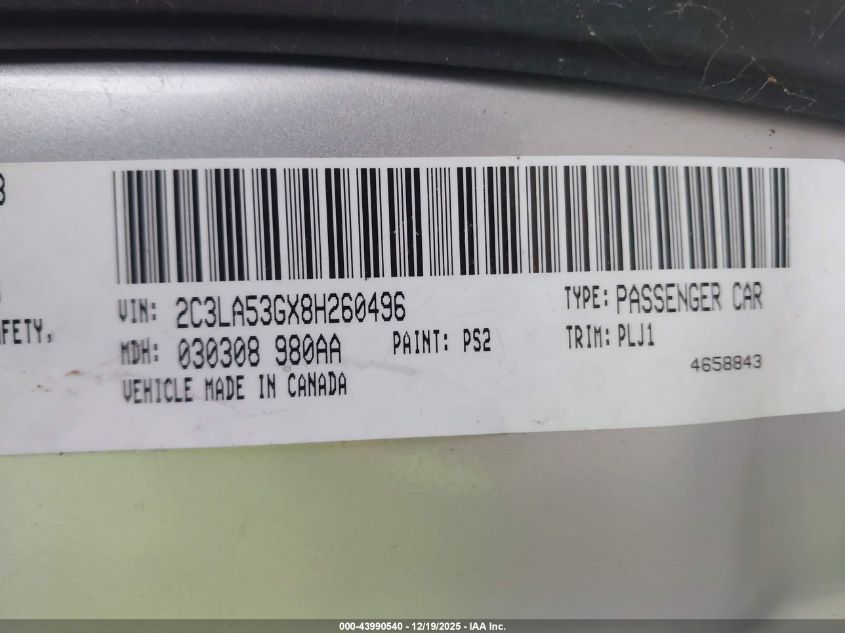 VIN: 2C3LA53GX8H260496
TYPE: PASSENGER CAR
FETY,
MDH: 030308 980AA
PAINT: PS2
TRIM: PLJ1
VEHICLE MADE IN CANADA
4658843
000-43990540 - 12/19/2025 - IAA Inc.